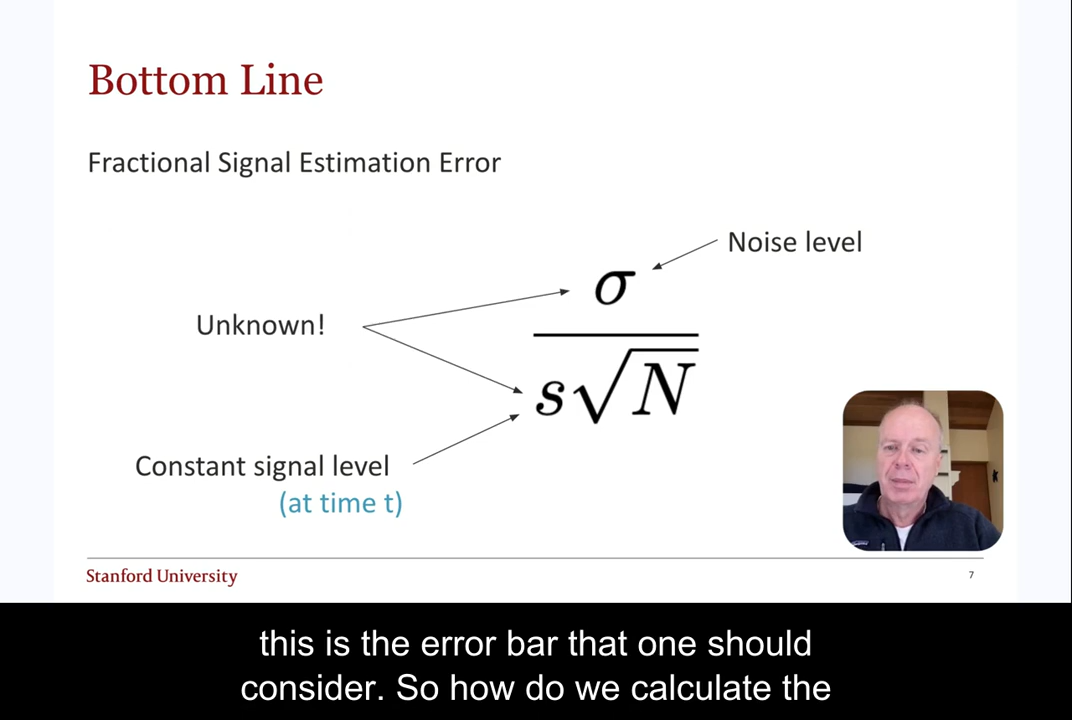 Bottom Line
Fractional Signal Estimation Error
Noise level
σ
Unknown!
s√N
Constant signal level
(at time t)
Stanford University
7
this is the error bar that one should
consider. So how do we calculate the